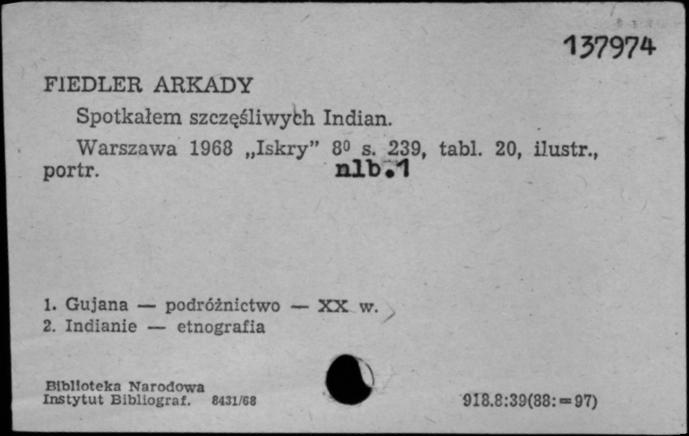 137974
FIEDLER ARKADY
Spotkałem szczęśliwych Indian.
Warszawa 1968 „Iskry” 8⁰ s. 239, tabl. 20, ilustr.,
portr. nlb.1
1. Gujana — podróżnictwo — XX w.
2. Indianie — etnografia
Biblioteka Narodowa
Instytut Bibliograf. 8431/68 918.8:39(88:=97)